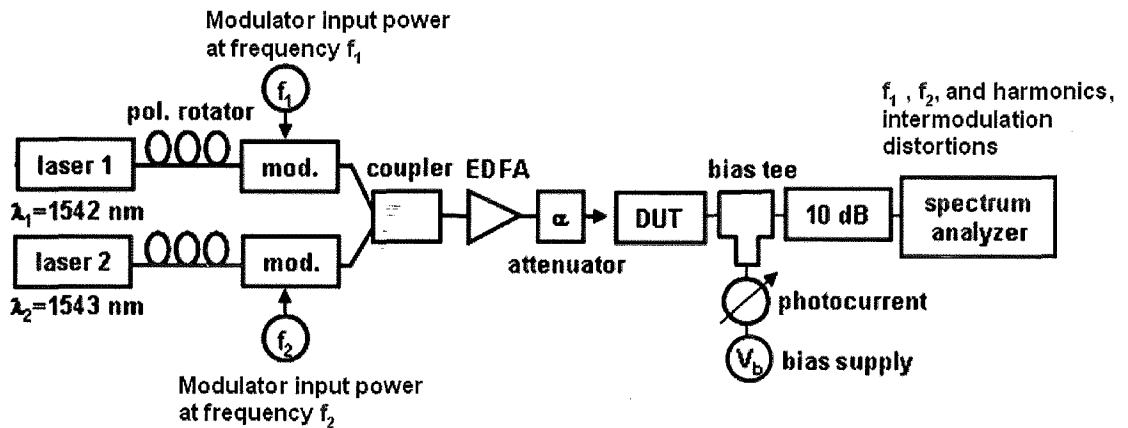 Modulator input power
at frequency f1
f1
pol. rotator
laser 1
mod.
λ1=1542 nm
coupler
EDFA
α
attenuator
DUT
bias tee
10 dB
f1 , f2, and harmonics,
intermodulation
distortions
spectrum
analyzer
laser 2
mod.
λ2=1543 nm
f2
photocurrent
Vb
bias supply
Modulator input power
at frequency f2